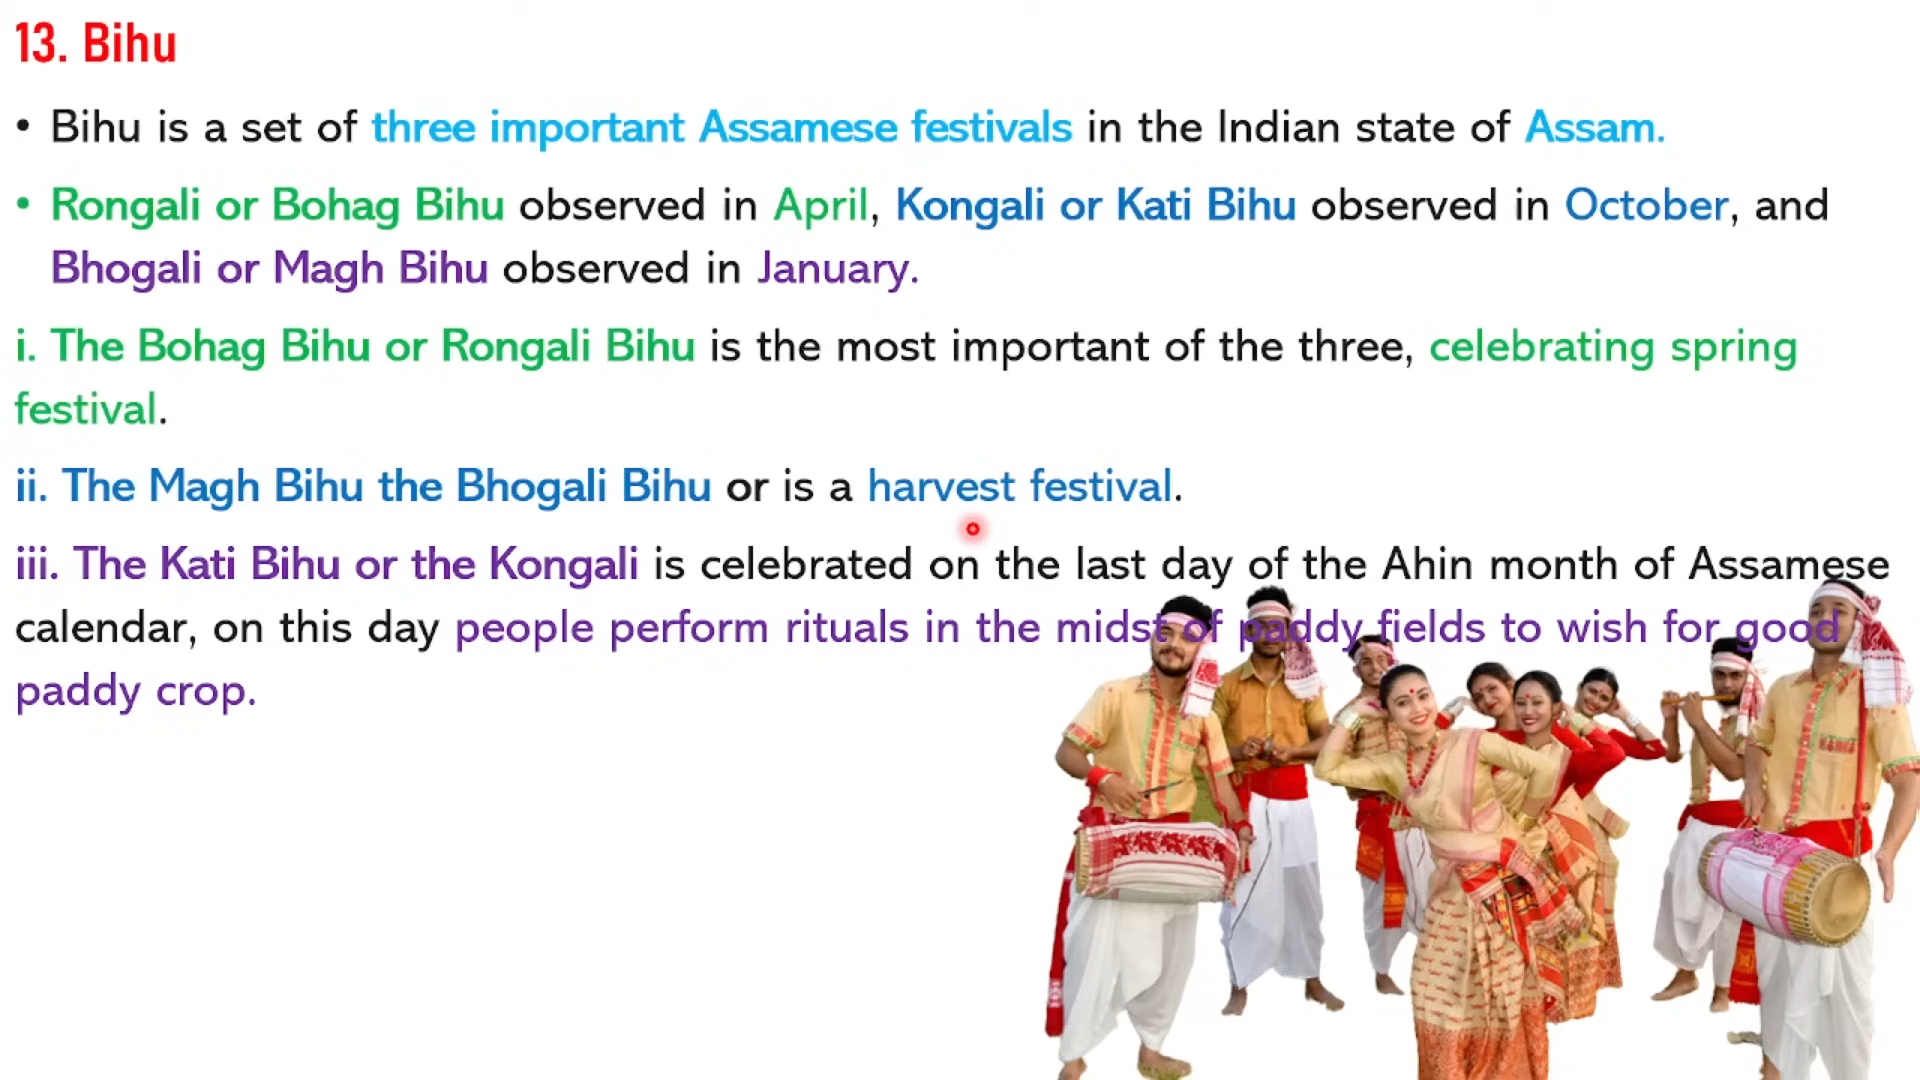 13. Bihu
• Bihu is a set of three important Assamese festivals in the Indian state of Assam.
• Rongali or Bohag Bihu observed in April, Kongali or Kati Bihu observed in October, and
Bhogali or Magh Bihu observed in January.
i. The Bohag Bihu or Rongali Bihu is the most important of the three, celebrating spring
festival.
ii. The Magh Bihu the Bhogali Bihu or is a harvest festival.
iii. The Kati Bihu or the Kongali is celebrated on the last day of the Ahin month of Assamese
calendar, on this day people perform rituals in the midst of paddy fields to wish for good
paddy crop.